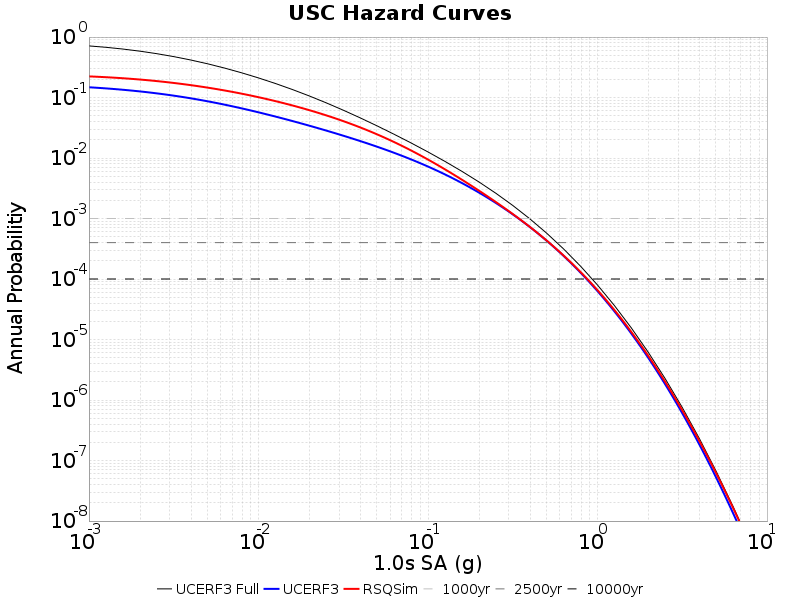 USC Hazard Curves
10^0
10^-1
10^-2
10^-3
10^-4
10^-5
10^-6
10^-7
10^-8
Annual Probabilitiy
10^-3 10^-2 10^-1 10^0 10^1
1.0s SA (g)
UCERF3 Full UCERF3 RSQSim 1000yr 2500yr 10000yr